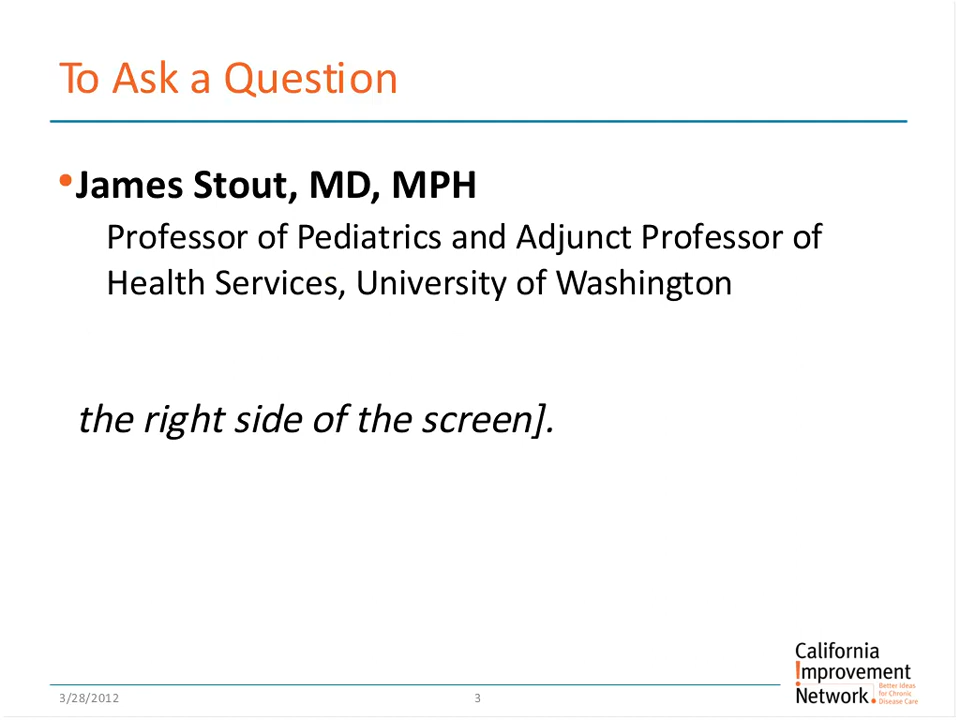 To Ask a Question
•James Stout, MD, MPH
Professor of Pediatrics and Adjunct Professor of
Health Services, University of Washington
the right side of the screen].
3/28/2012
3
California
Improvement
Network.
Better Ideas
for Chronic
Disease Care